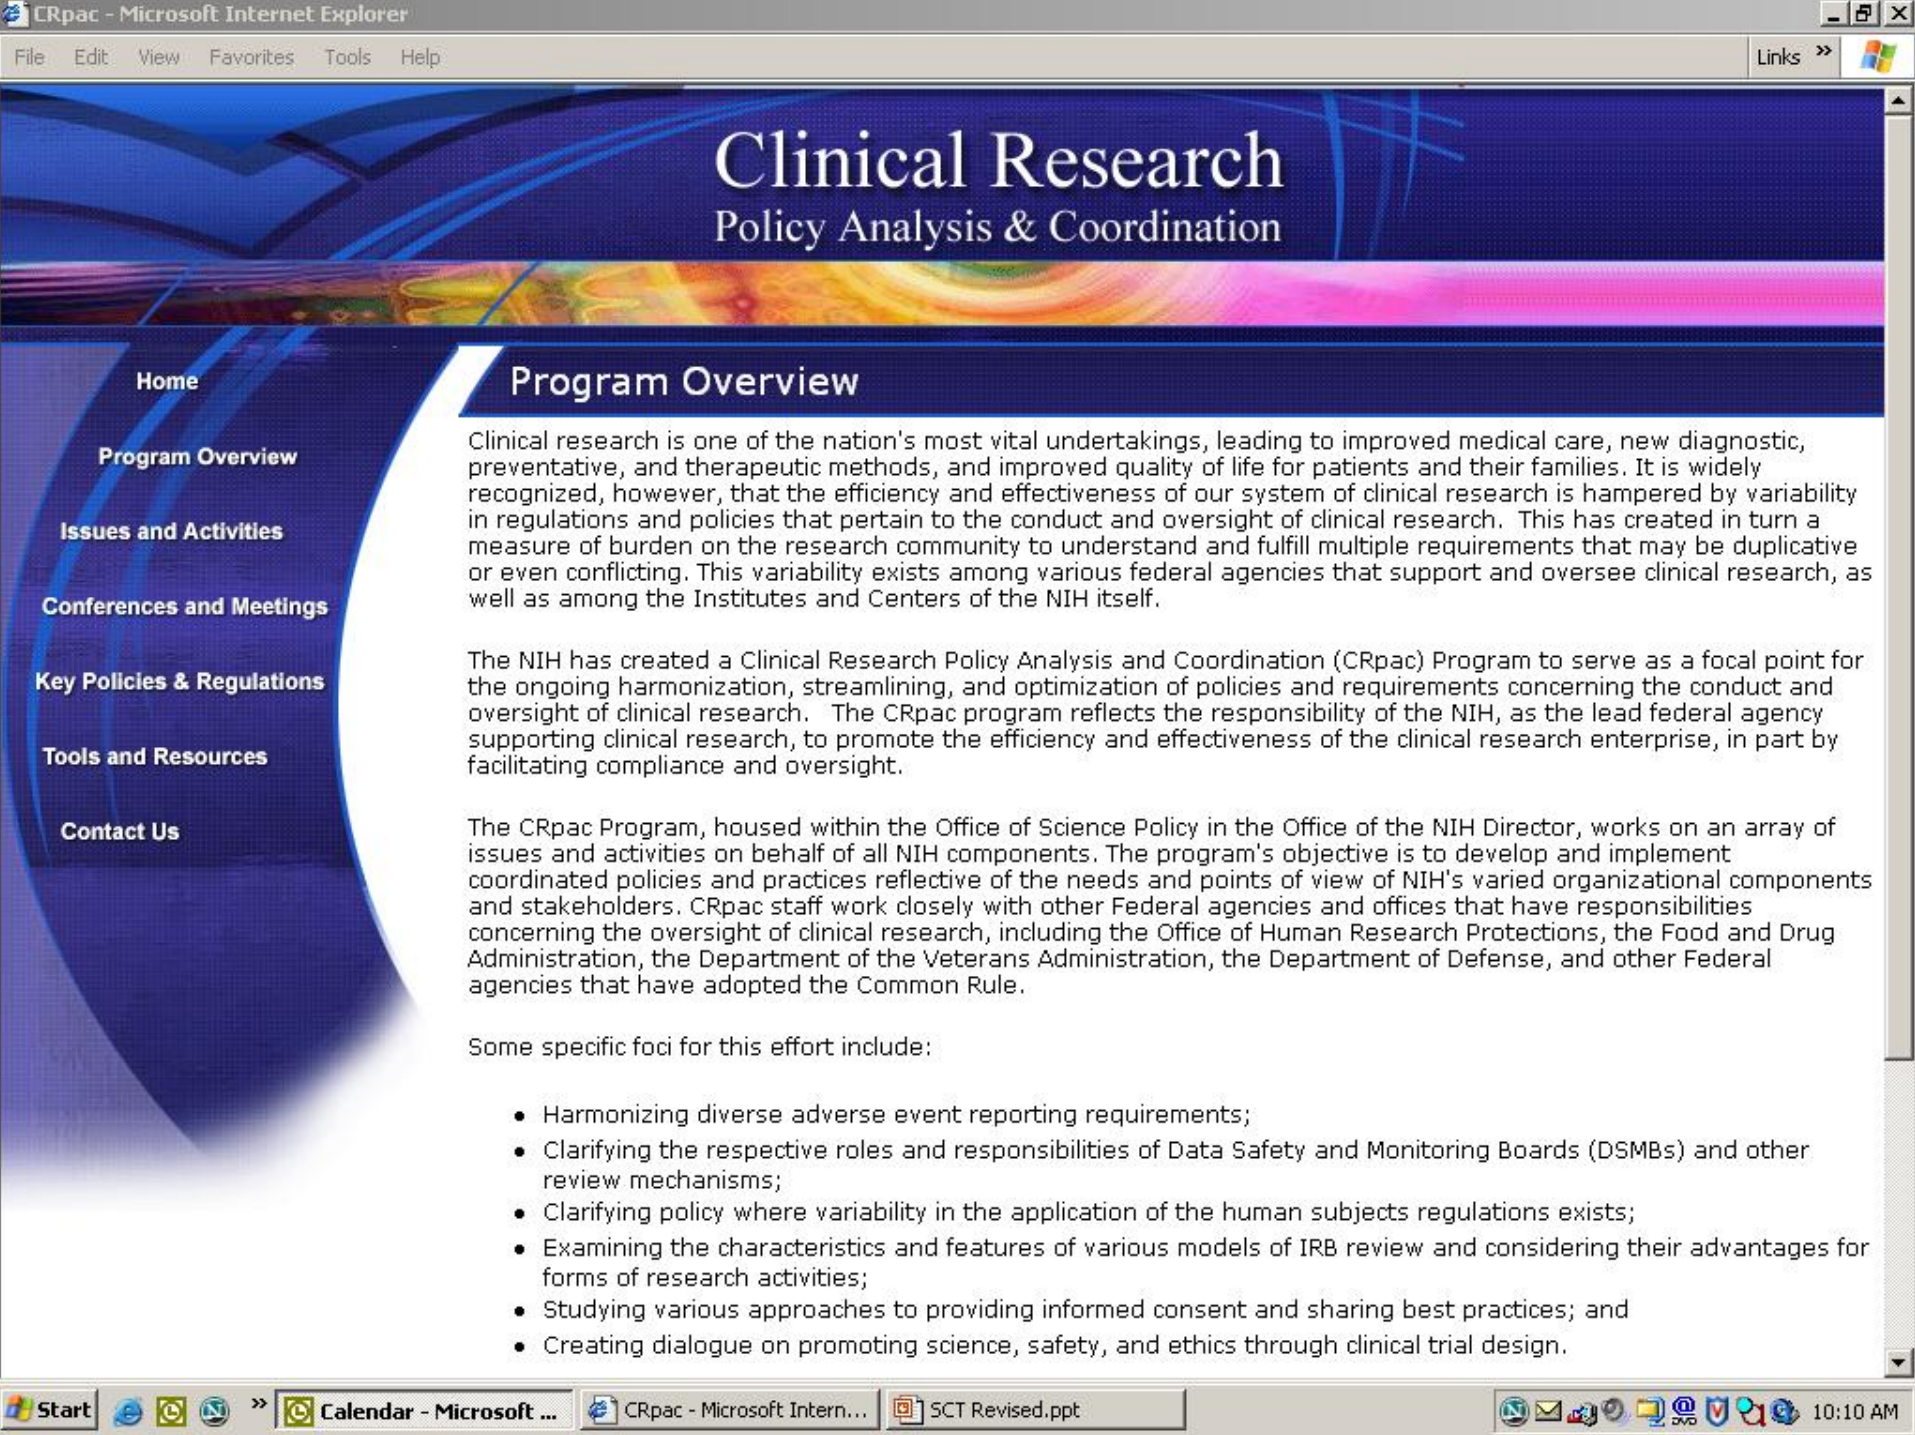 CRpac - Microsoft Internet Explorer
File Edit View Favorites Tools Help Links »
Clinical Research
Policy Analysis & Coordination
Home
Program Overview
Issues and Activities
Conferences and Meetings
Key Policies & Regulations
Tools and Resources
Contact Us
Program Overview
Clinical research is one of the nation's most vital undertakings, leading to improved medical care, new diagnostic,
preventative, and therapeutic methods, and improved quality of life for patients and their families. It is widely
recognized, however, that the efficiency and effectiveness of our system of clinical research is hampered by variability
in regulations and policies that pertain to the conduct and oversight of clinical research.  This has created in turn a
measure of burden on the research community to understand and fulfill multiple requirements that may be duplicative
or even conflicting. This variability exists among various federal agencies that support and oversee clinical research, as
well as among the Institutes and Centers of the NIH itself.
The NIH has created a Clinical Research Policy Analysis and Coordination (CRpac) Program to serve as a focal point for
the ongoing harmonization, streamlining, and optimization of policies and requirements concerning the conduct and
oversight of clinical research.   The CRpac program reflects the responsibility of the NIH, as the lead federal agency
supporting clinical research, to promote the efficiency and effectiveness of the clinical research enterprise, in part by
facilitating compliance and oversight.
The CRpac Program, housed within the Office of Science Policy in the Office of the NIH Director, works on an array of
issues and activities on behalf of all NIH components. The program's objective is to develop and implement
coordinated policies and practices reflective of the needs and points of view of NIH's varied organizational components
and stakeholders. CRpac staff work closely with other Federal agencies and offices that have responsibilities
concerning the oversight of clinical research, including the Office of Human Research Protections, the Food and Drug
Administration, the Department of the Veterans Administration, the Department of Defense, and other Federal
agencies that have adopted the Common Rule.
Some specific foci for this effort include:
• Harmonizing diverse adverse event reporting requirements;
• Clarifying the respective roles and responsibilities of Data Safety and Monitoring Boards (DSMBs) and other
review mechanisms;
• Clarifying policy where variability in the application of the human subjects regulations exists;
• Examining the characteristics and features of various models of IRB review and considering their advantages for
forms of research activities;
• Studying various approaches to providing informed consent and sharing best practices; and
• Creating dialogue on promoting science, safety, and ethics through clinical trial design.
Start » Calendar - Microsoft ... CRpac - Microsoft Intern... SCT Revised.ppt 10:10 AM